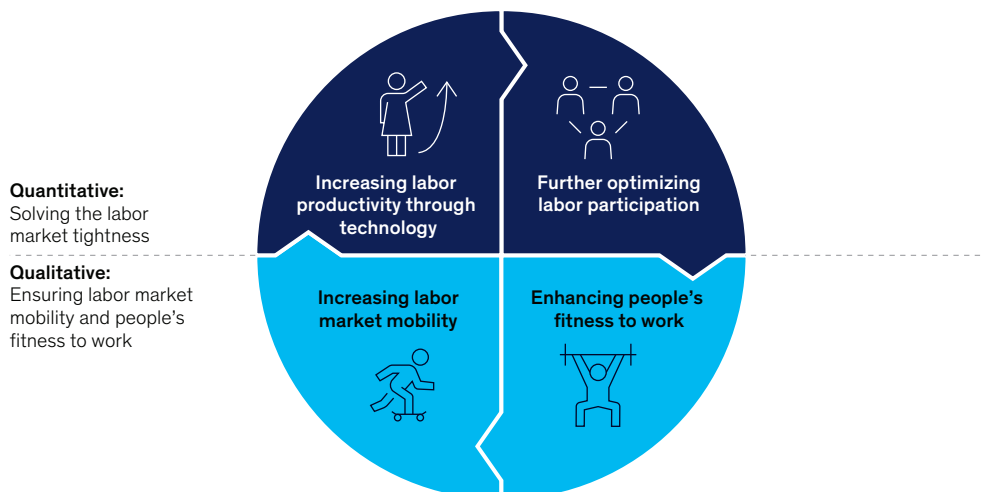 Increasing labor
productivity through
technology
Further optimizing
labor participation
Quantitative:
Solving the labor
market tightness
Qualitative:
Ensuring labor market
mobility and people’s
fitness to work
Increasing labor
market mobility
Enhancing people’s
fitness to work